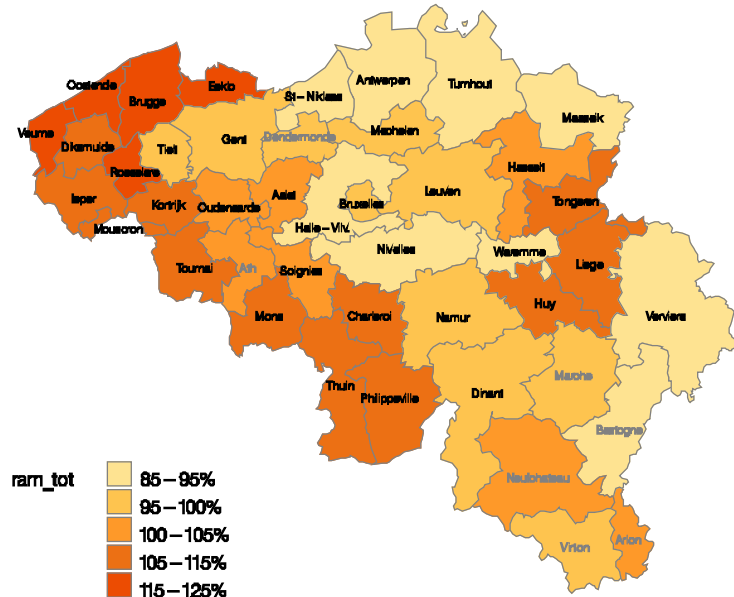 Antwerpen
Turnhout
Oostende
Eeklo
St-Niklaas
Brugge
Maaseik
Veurne
Mechelen
Dendermonde
Gent
Diksmuide
Tielt
Hasselt
Roeselare
Leuven
Aalst
Ieper
Kortrijk
Oudenaarde
Bruxelles
Tongeren
Mouscron
Halle-Vilv.
Nivelles
Waremme
Tournai
Ath
Soignies
Liege
Mons
Charleroi
Namur
Huy
Verviers
Marche
Thuin
Philippeville
Dinant
Bastogne
Neufchateau
Virton
Arlon
ram_tot
85-95%
95-100%
100-105%
105-115%
115-125%